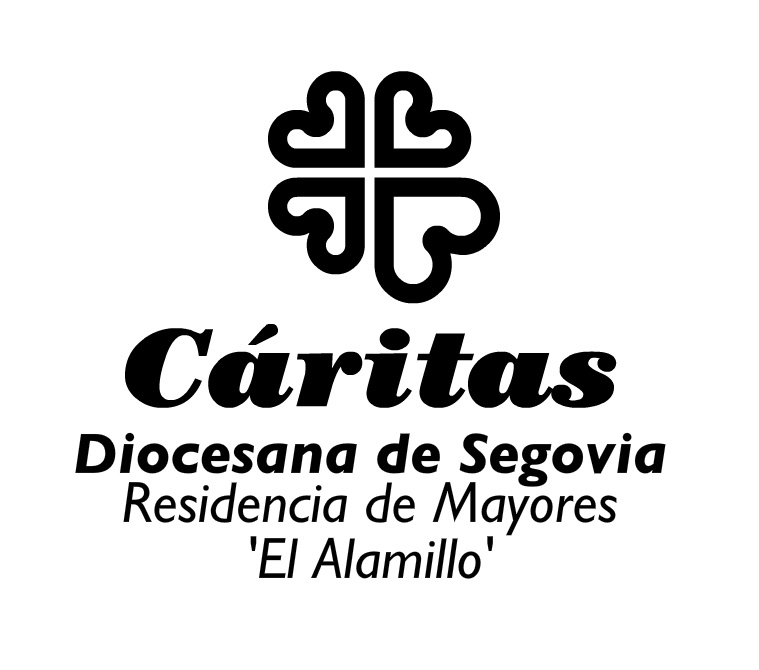 Cáritas
Diocesana de Segovia
Residencia de Mayores
'El Alamillo'